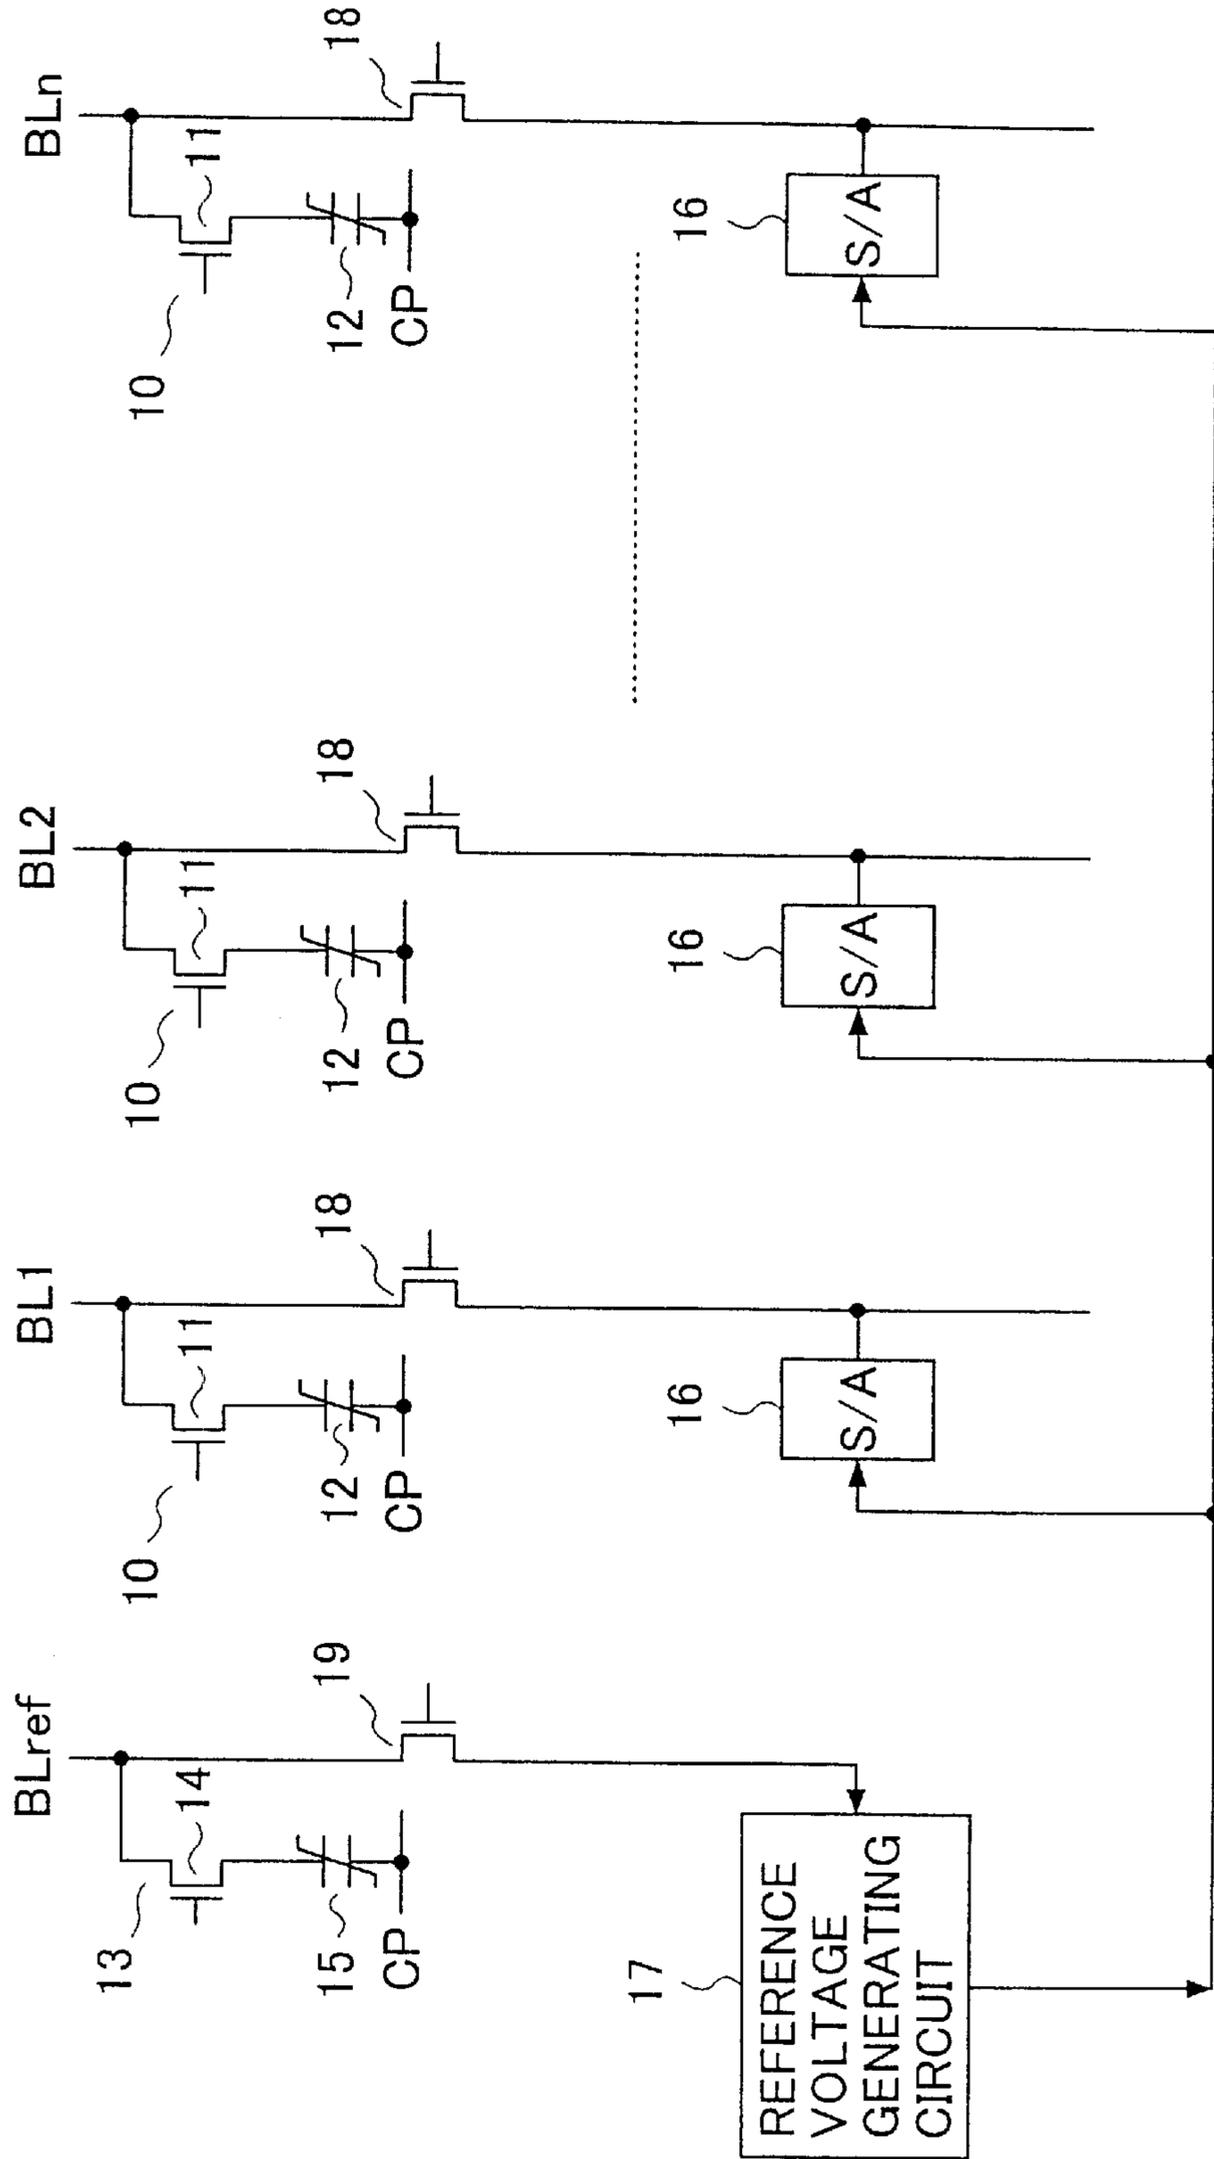 BLref
BL1
BL2
BLn
13
14
10
11
10
11
10
11
15
CP
19
12
CP
18
12
CP
18
12
CP
18
17
16
16
16
REFERENCE
VOLTAGE
GENERATING
CIRCUIT
S/A
S/A
S/A